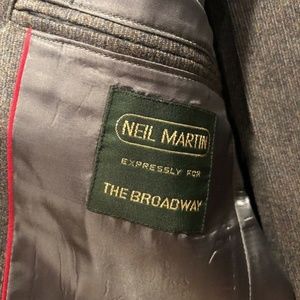 NEIL MARTIN
EXPRESSLY FOR
THE BROADWAY